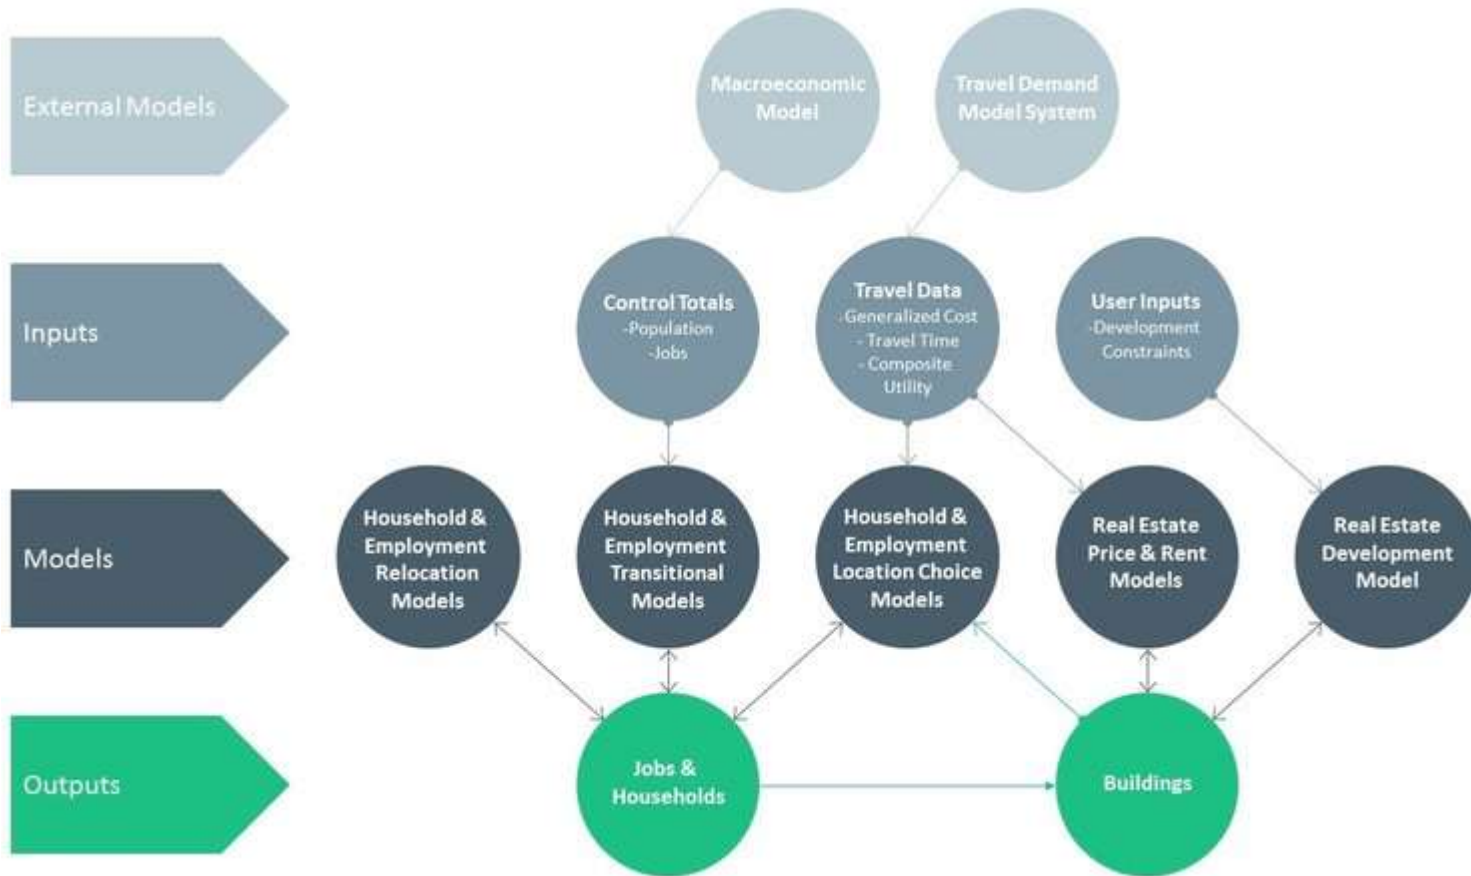 External Models
Macroeconomic
Model
Travel Demand
Model System
Inputs
Control Totals
-Population
-Jobs
Travel Data
-Generalized Cost
- Travel Time
- Composite
Utility
User Inputs
-Development
Constraints
Models
Household &
Employment
Relocation
Models
Household &
Employment
Transitional
Models
Household &
Employment
Location Choice
Models
Real Estate
Price & Rent
Models
Real Estate
Development
Model
Outputs
Jobs &
Households
Buildings